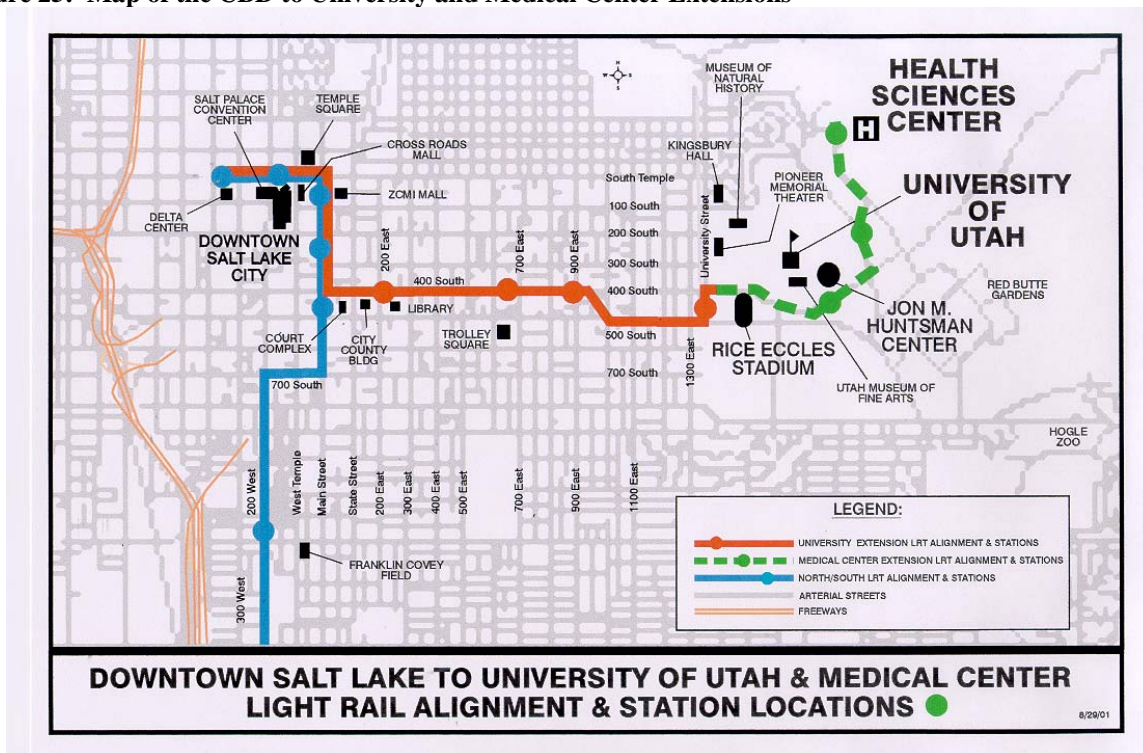 Map of the CBD to University and Medical Center Extensions
HEALTH
SCIENCES
CENTER
H
MUSEUM OF
NATURAL
HISTORY
N
W
S
SALT PALACE
CONVENTION
CENTER
TEMPLE
SQUARE
CROSS ROADS
MALL
ZCMI MALL
DELTA
CENTER
DOWNTOWN
SALT LAKE
CITY
KINGSBURY
HALL
PIONEER
MEMORIAL
THEATER
UNIVERSITY
OF
UTAH
South Temple
100 South
200 South
300 South
400 South
500 South
700 South
University Street
1300 East
200 East
700 East
900 East
400 South
RED BUTTE
GARDENS
JON M.
HUNTSMAN
CENTER
RICE ECCLES
STADIUM
UTAH MUSEUM OF
FINE ARTS
COURT
COMPLEX
CITY
COUNTY
BLDG
LIBRARY
TROLLEY
SQUARE
700 South
HOGLE
ZOO
200 West
West Temple
Main Street
State Street
200 East
300 East
400 East
500 East
700 East
900 East
1100 East
300 West
FRANKLIN COVEY
FIELD
LEGEND:
UNIVERSITY EXTENSION LRT ALIGNMENT & STATIONS
MEDICAL CENTER EXTENSION LRT ALIGNMENT & STATIONS
NORTH/SOUTH LRT ALIGNMENT & STATIONS
ARTERIAL STREETS
FREEWAYS
DOWNTOWN SALT LAKE TO UNIVERSITY OF UTAH & MEDICAL CENTER
LIGHT RAIL ALIGNMENT & STATION LOCATIONS
8/29/01